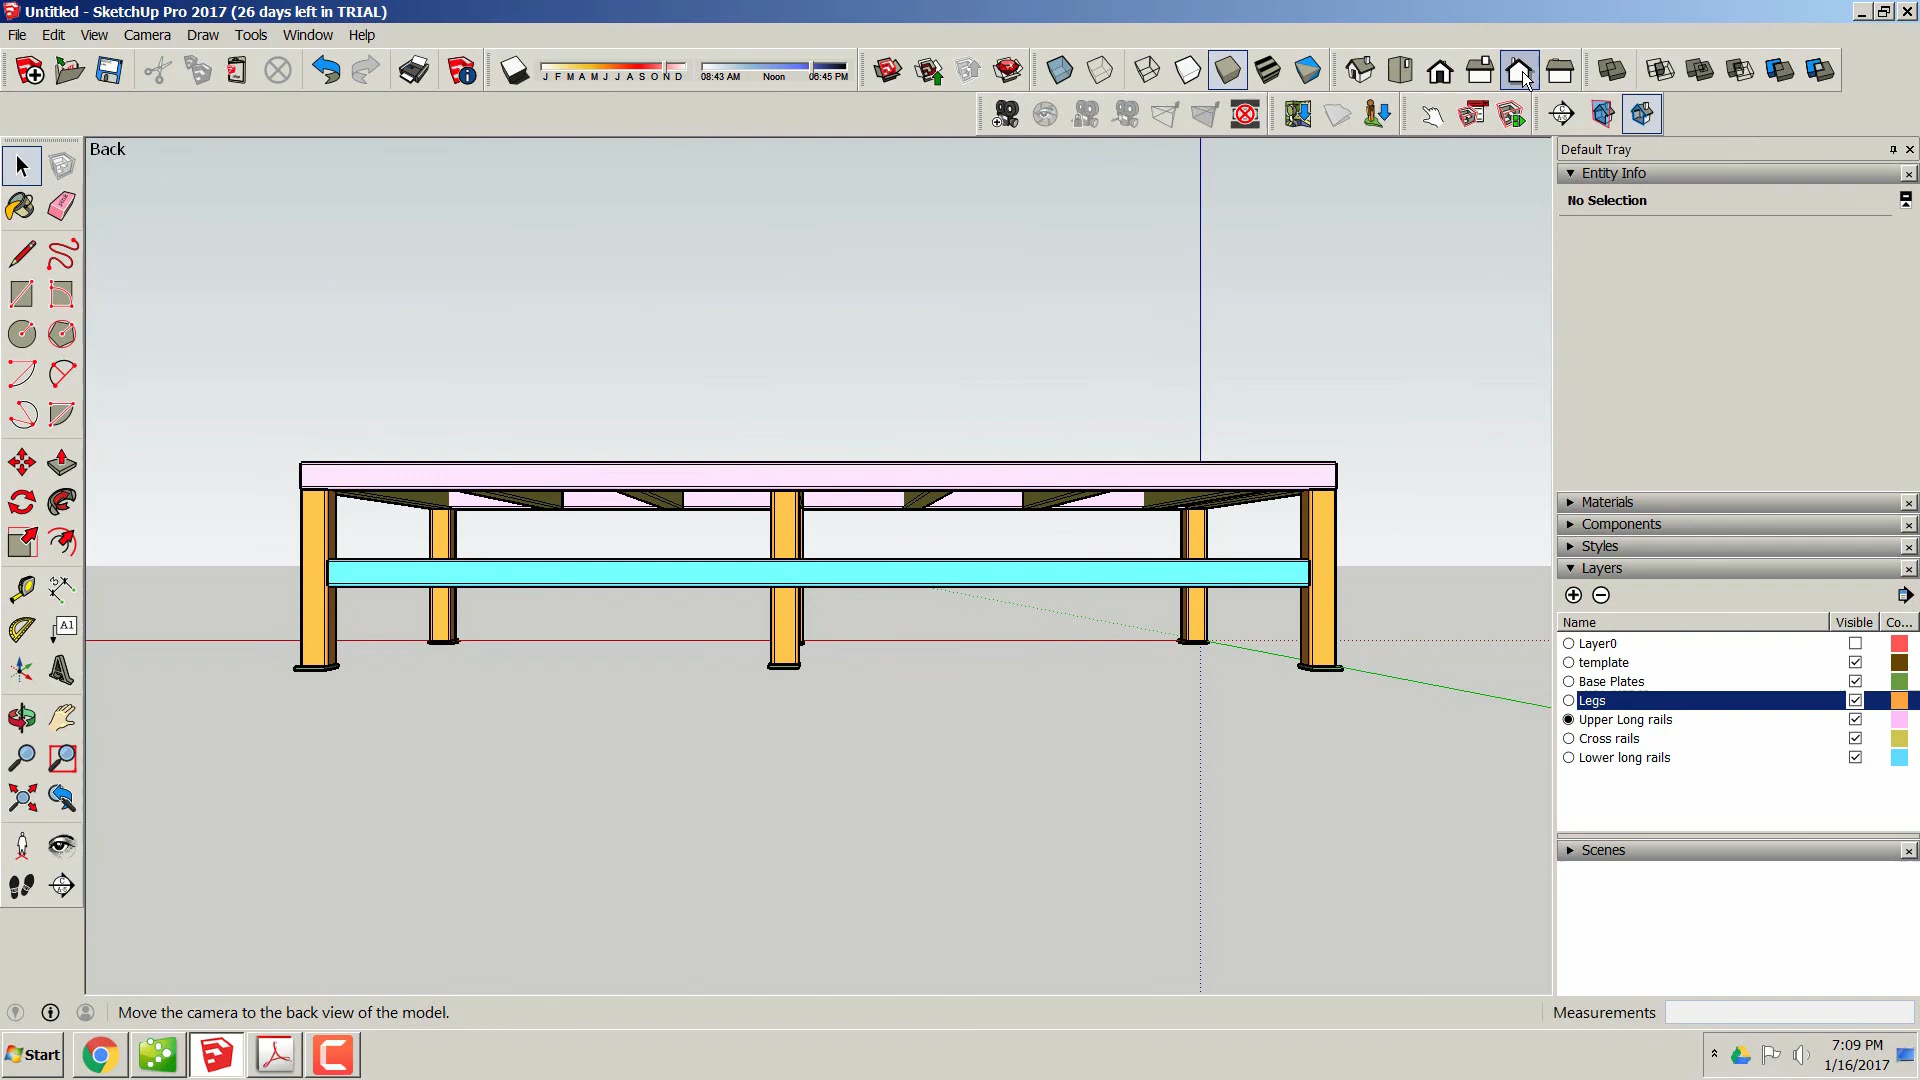 Untitled - SketchUp Pro 2017 (26 days left in TRIAL)
File Edit View Camera Draw Tools Window Help
J F M A M J J A S O N D 08:43 AM Noon 06:45 PM
Back
Default Tray
Entity Info
No Selection
A1
Materials
Components
Styles
Layers
Name Visible Co...
Layer0
template
Base Plates
Legs
Upper Long rails
Cross rails
Lower long rails
Scenes
Move the camera to the back view of the model.
Measurements
Start
7:09 PM
1/16/2017